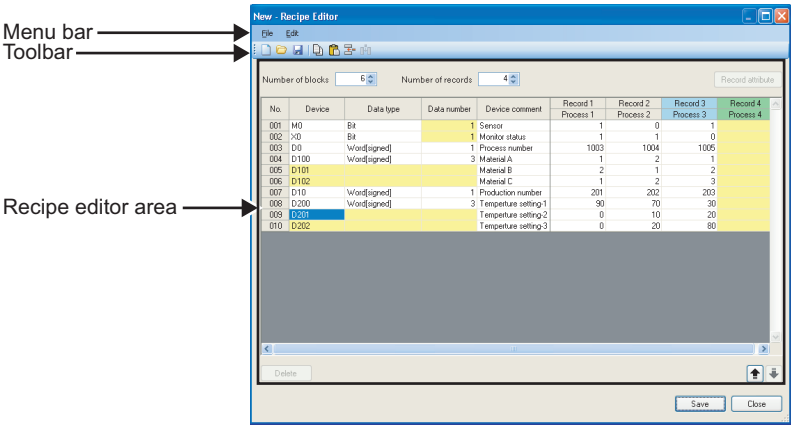 New - Recipe Editor
Menu bar
File Edit
Toolbar
Number of blocks 6 Number of records 4 Record attribute
No. Device Data type Data number Device comment Record 1 Record 2 Record 3 Record 4
Process 1 Process 2 Process 3 Process 4
001 M0 Bit 1 Sensor 1 0 1
002 X0 Bit 1 Monitor status 1 1 0
003 D0 Word[signed] 1 Process number 1003 1004 1005
004 D100 Word[signed] 3 Material A 1 2 1
005 D101 Material B 2 1 2
006 D102 Material C 1 2 3
007 D10 Word[signed] 1 Production number 201 202 203
Recipe editor area
008 D200 Word[signed] 3 Temperture setting-1 90 70 30
009 D201 Temperture setting-2 0 10 20
010 D202 Temperture setting-3 0 20 80
Delete
Save Close